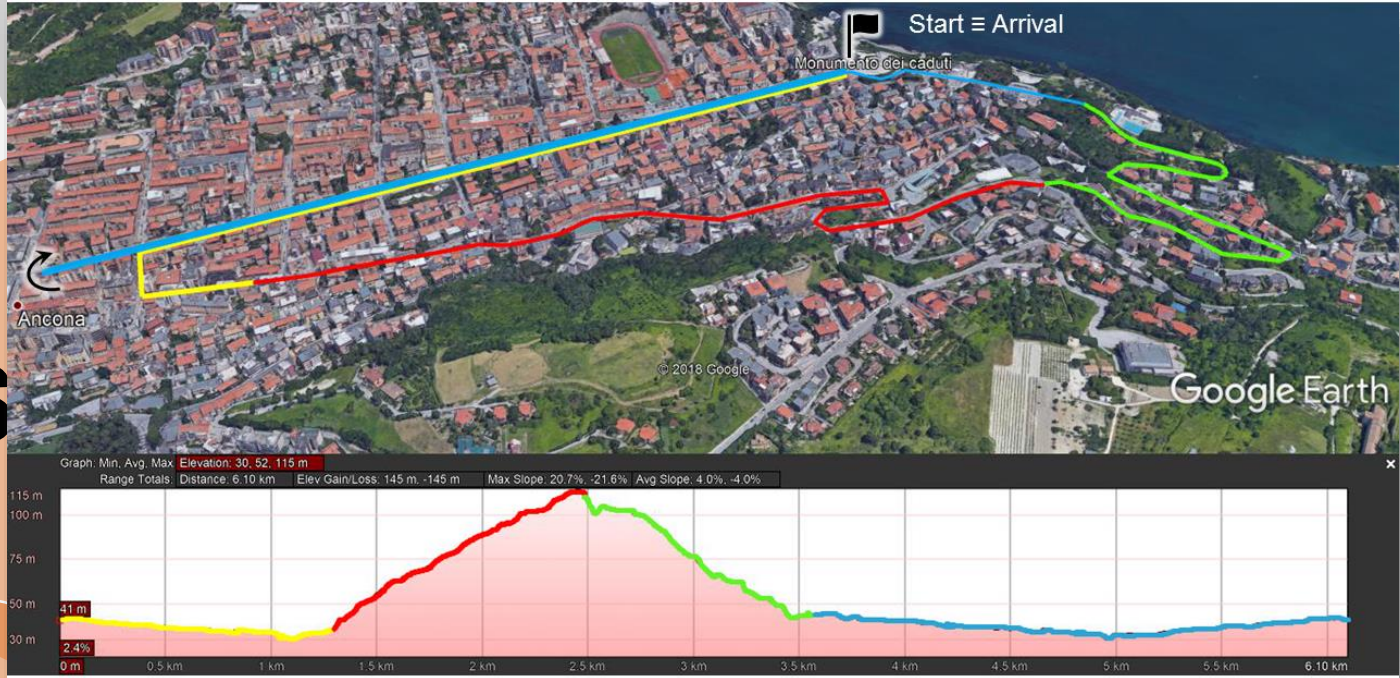 Start ≡ Arrival
Monumento dei caduti
Ancona
© 2018 Google
Google Earth
Graph: Min, Avg, Max Elevation: 30, 52, 115 m
Range Totals: Distance: 6.10 km Elev Gain/Loss: 145 m, -145 m Max Slope: 20.7%, -21.6% Avg Slope: 4.0%, -4.0%
115 m
100 m
75 m
50 m
41 m
30 m
2.4%
0 m 0.5 km 1 km 1.5 km 2 km 2.5 km 3 km 3.5 km 4 km 4.5 km 5 km 5.5 km 6.10 km